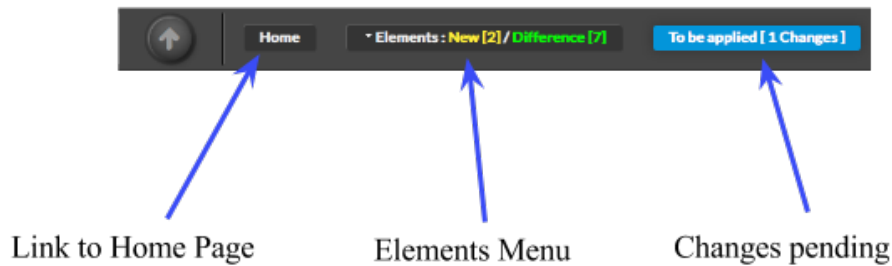 Home
Elements : New [2] / Difference [7]
To be applied [ 1 Changes ]
Link to Home Page
Elements Menu
Changes pending